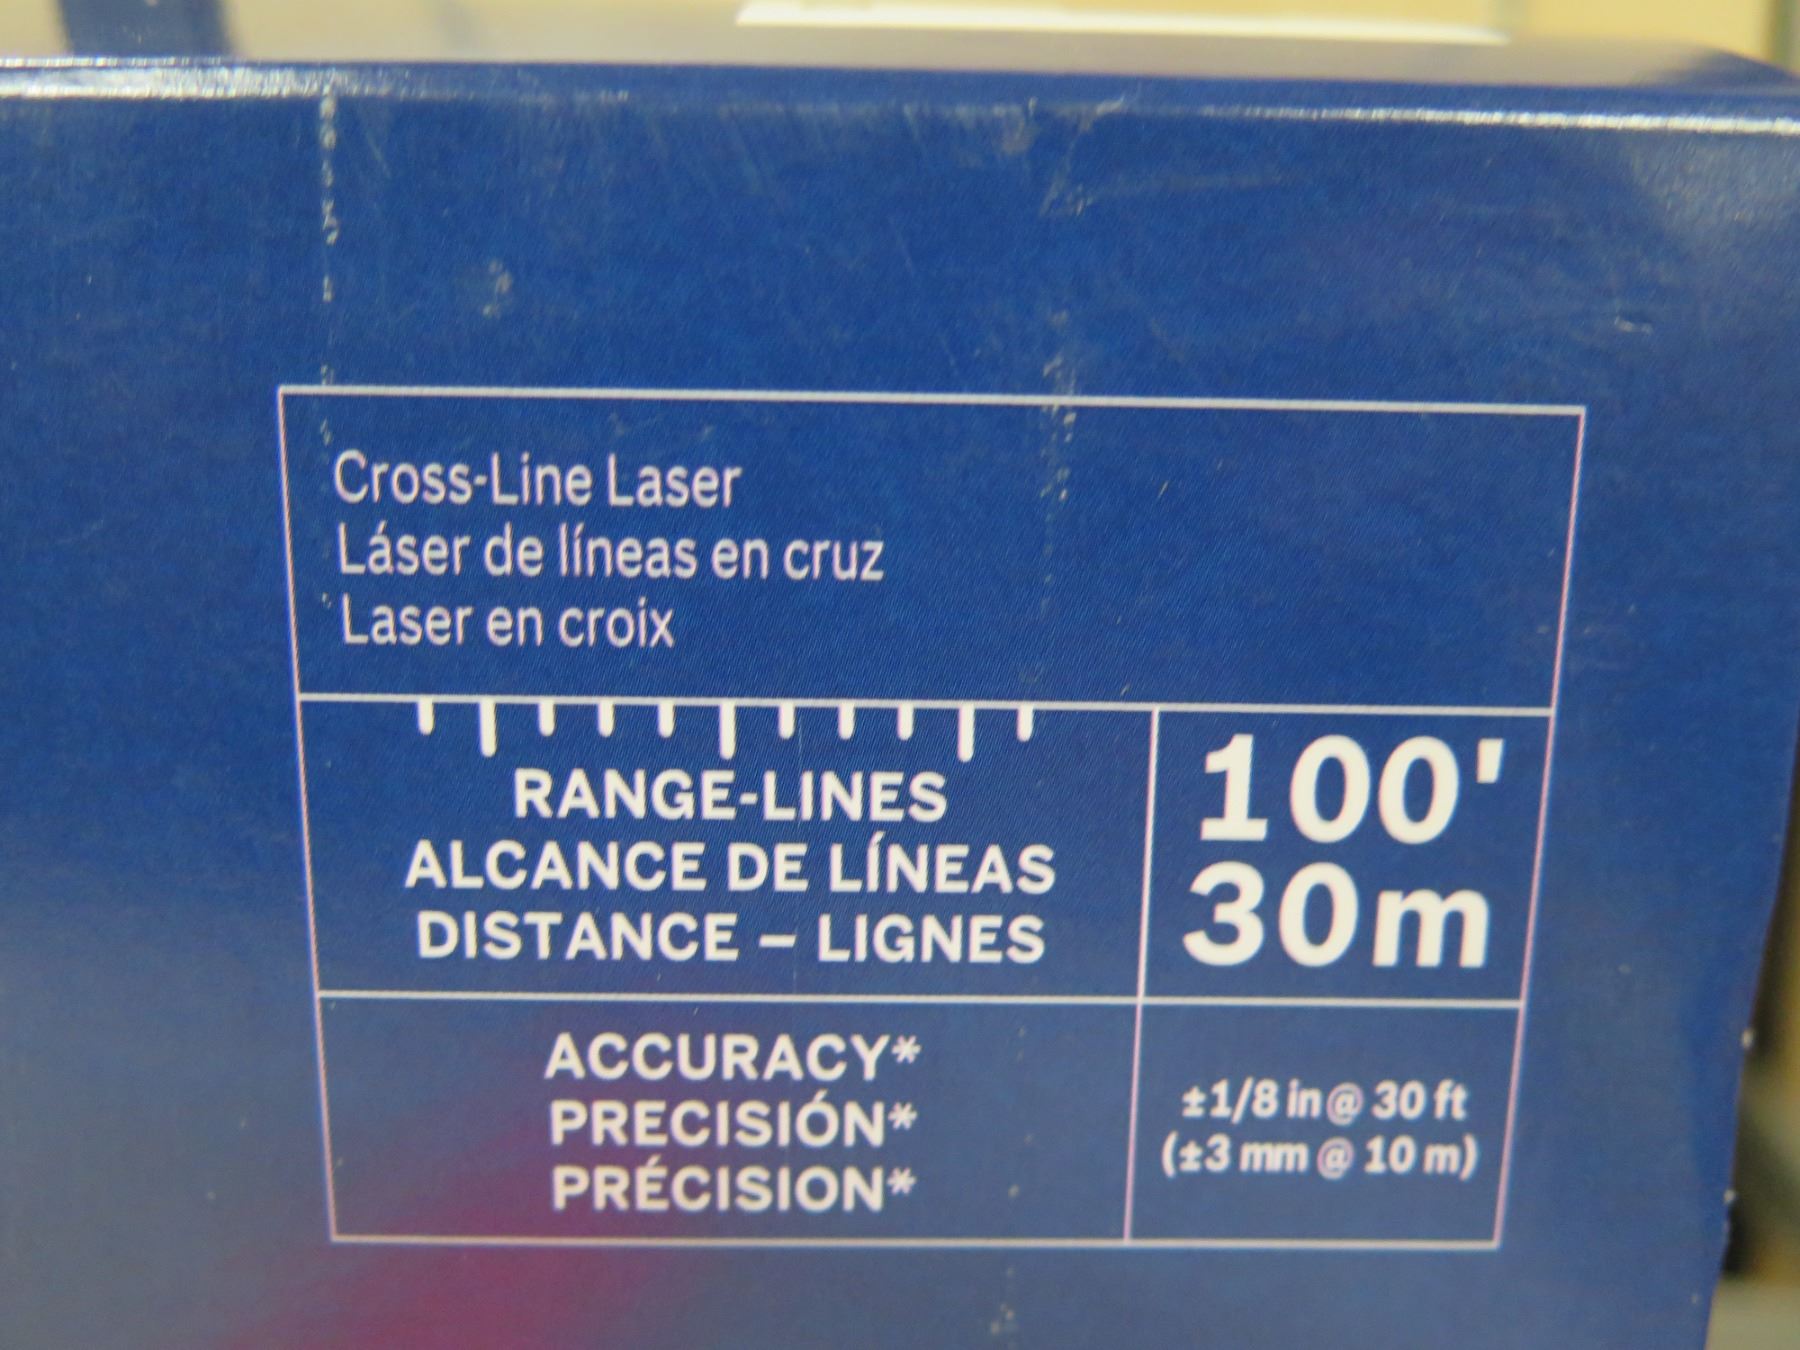 Cross-Line Laser
Láser de líneas en cruz
Laser en croix
RANGE-LINES
ALCANCE DE LÍNEAS
DISTANCE – LIGNES
100'
30m
ACCURACY*
PRECISIÓN*
PRÉCISION*
±1/8 in@ 30 ft
(±3 mm @ 10 m)